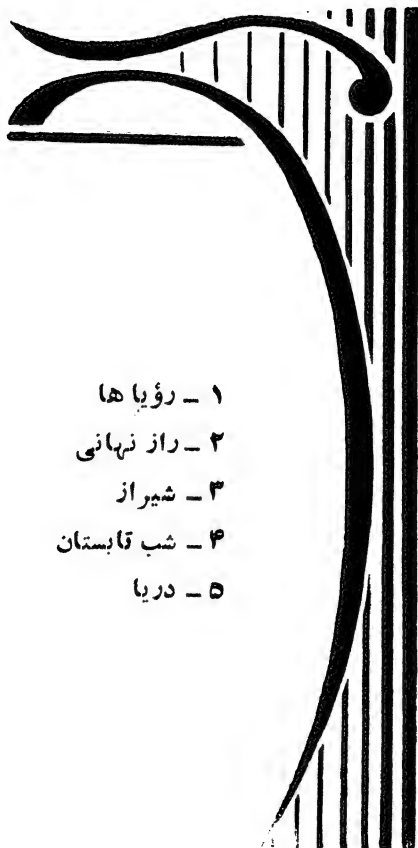 ۱ ـ رؤیا ها
۲ ـ راز نهانی
۳ ـ شیراز
۴ ـ شب تابستان
۵ ـ دریا